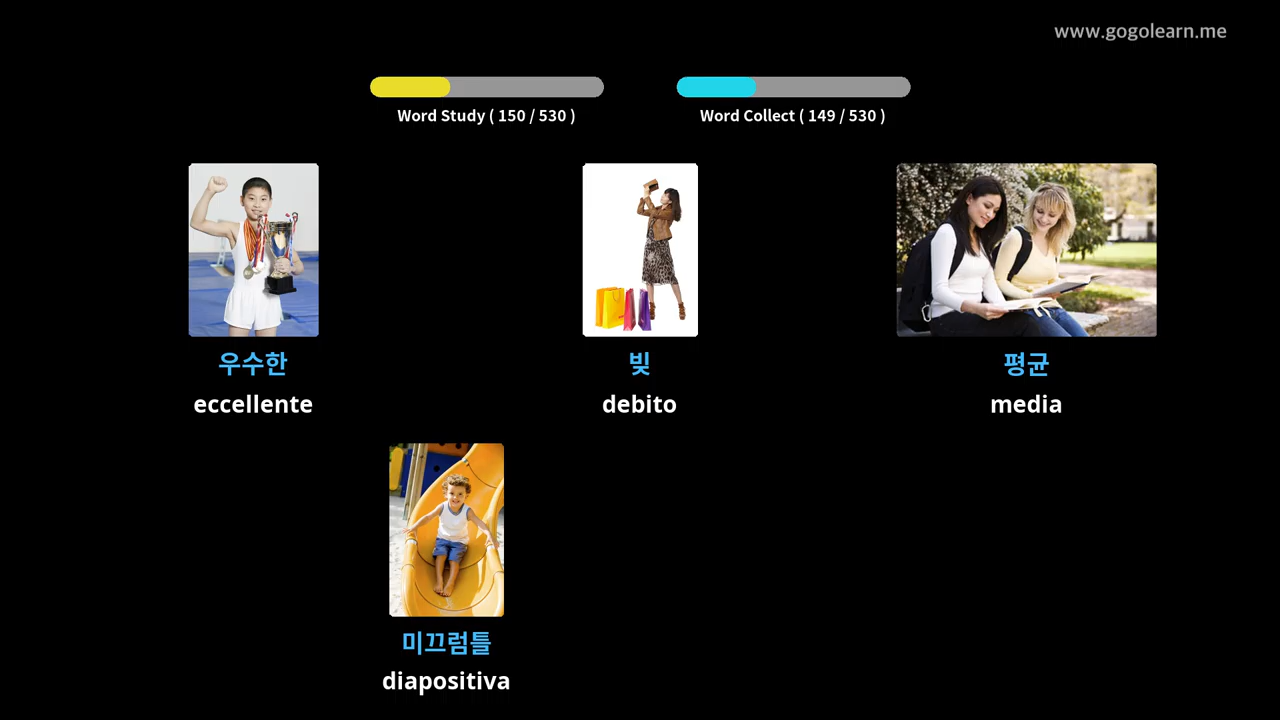 www.gogolearn.me
Word Study ( 150 / 530 )
Word Collect ( 149 / 530 )
우수한
eccellente
빚
debito
평균
media
미끄럼틀
diapositiva